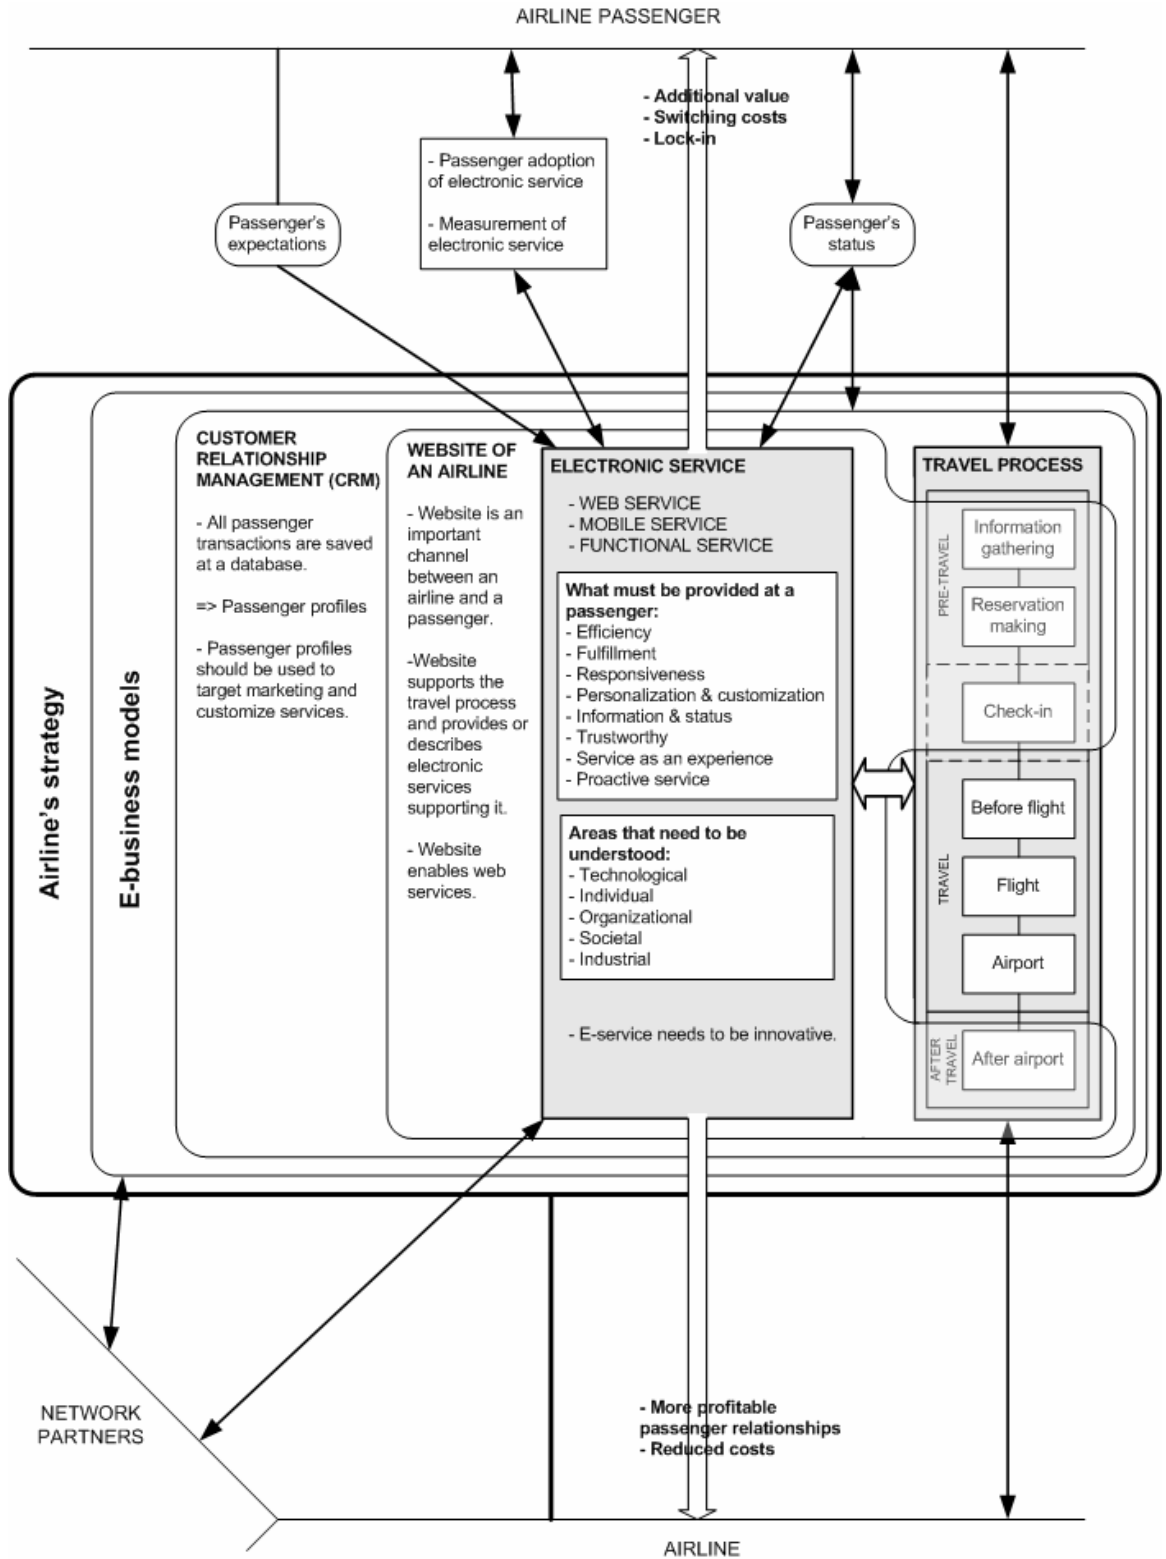 AIRLINE PASSENGER
- Additional value
- Switching costs
- Lock-in
- Passenger adoption
of electronic service
- Measurement of
electronic service
Passenger's
expectations
Passenger's
status
Airline's strategy
E-business models
CUSTOMER
RELATIONSHIP
MANAGEMENT (CRM)
- All passenger
transactions are saved
at a database.
=> Passenger profiles
- Passenger profiles
should be used to
target marketing and
customize services.
WEBSITE OF
AN AIRLINE
- Website is an
important
channel
between an
airline and a
passenger.
-Website
supports the
travel process
and provides or
describes
electronic
services
supporting it.
- Website
enables web
services.
ELECTRONIC SERVICE
- WEB SERVICE
- MOBILE SERVICE
- FUNCTIONAL SERVICE
What must be provided at a
passenger:
- Efficiency
- Fulfillment
- Responsiveness
- Personalization & customization
- Information & status
- Trustworthy
- Service as an experience
- Proactive service
Areas that need to be
understood:
- Technological
- Individual
- Organizational
- Societal
- Industrial
- E-service needs to be innovative.
TRAVEL PROCESS
PRE-TRAVEL
Information
gathering
Reservation
making
Check-in
TRAVEL
Before flight
Flight
Airport
AFTER
TRAVEL
After airport
NETWORK
PARTNERS
- More profitable
passenger relationships
- Reduced costs
AIRLINE